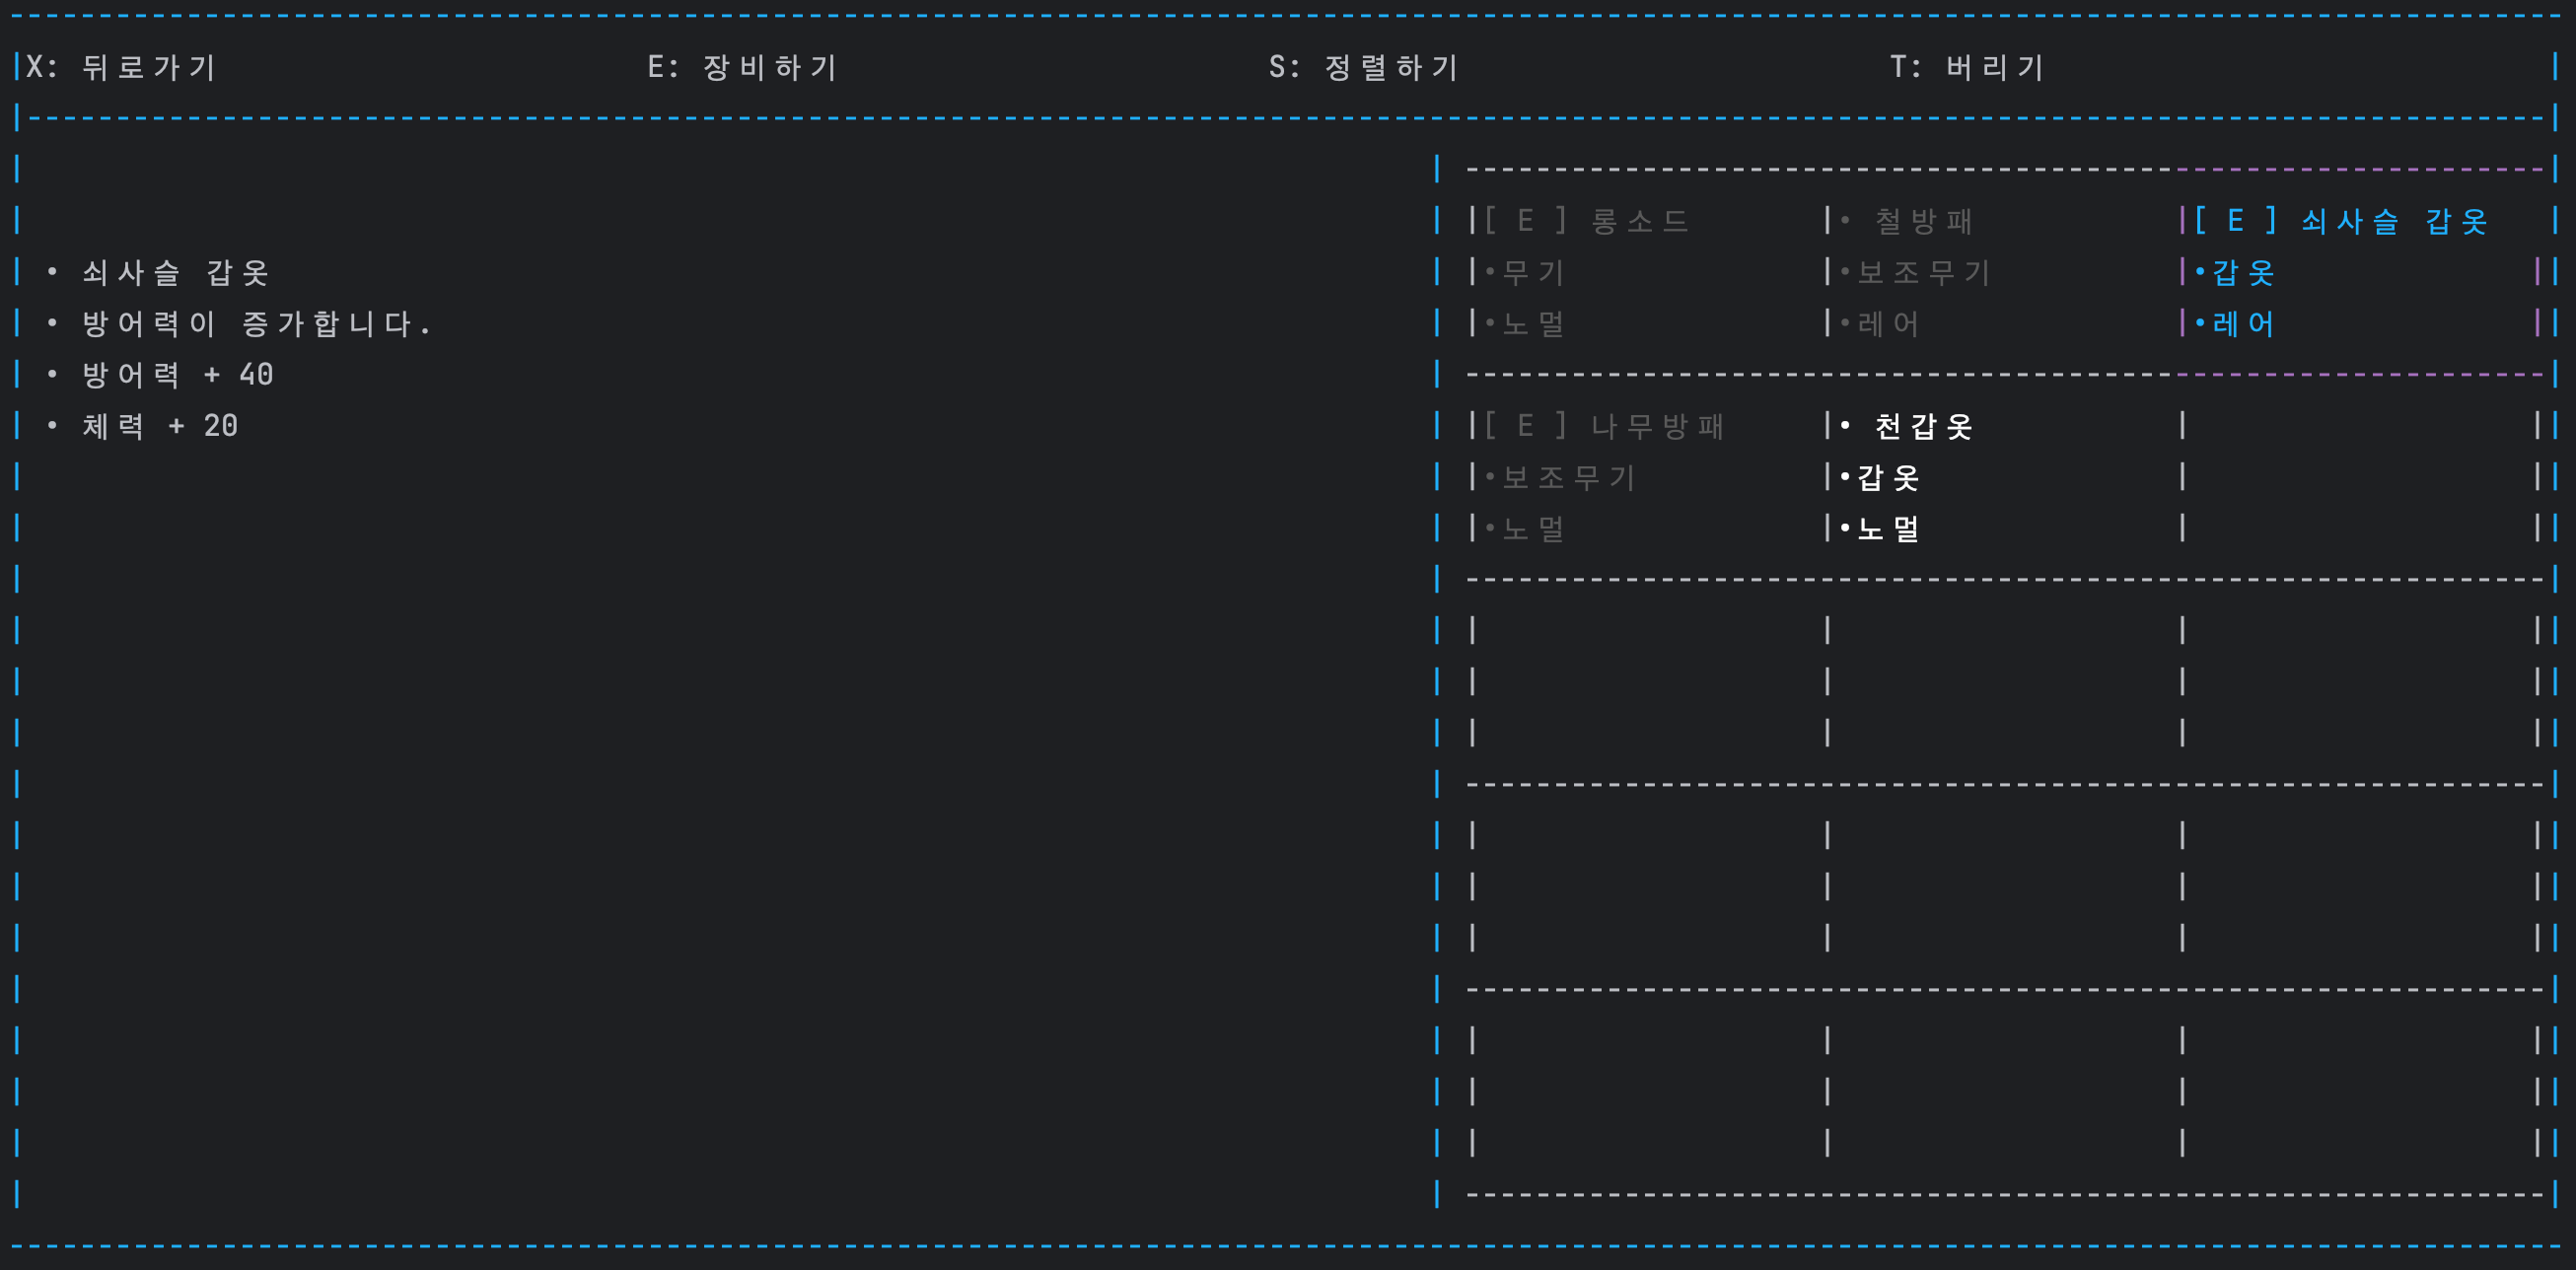 X: 뒤로가기 E: 장비하기 S: 정렬하기 T: 버리기
• 쇠사슬 갑옷
• 방어력이 증가합니다.
• 방어력 + 40
• 체력 + 20
[ E ] 롱소드 • 철방패 [ E ] 쇠사슬 갑옷
•무기 •보조무기 •갑옷
•노멀 •레어 •레어
[ E ] 나무방패 • 천갑옷
•보조무기 •갑옷
•노멀 •노멀